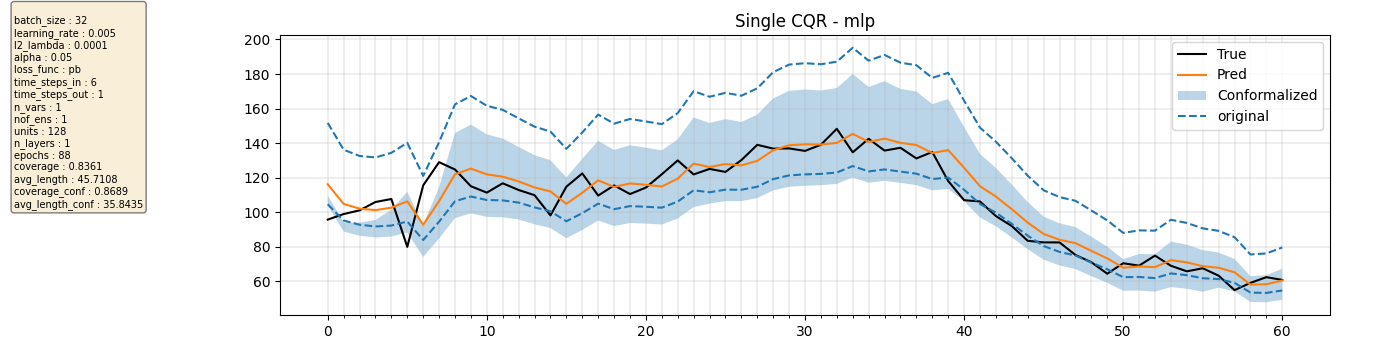 batch_size : 32
learning_rate : 0.005
l2_lambda : 0.0001
alpha : 0.05
loss_func : pb
time_steps_in : 6
time_steps_out : 1
n_vars : 1
nof_ens : 1
units : 128
n_layers : 1
epochs : 88
coverage : 0.8361
avg_length : 45.7108
coverage_conf : 0.8689
avg_length_conf : 35.8435
Single CQR - mlp
200
180
160
140
120
100
80
60
True
Pred
Conformalized
original
0 10 20 30 40 50 60